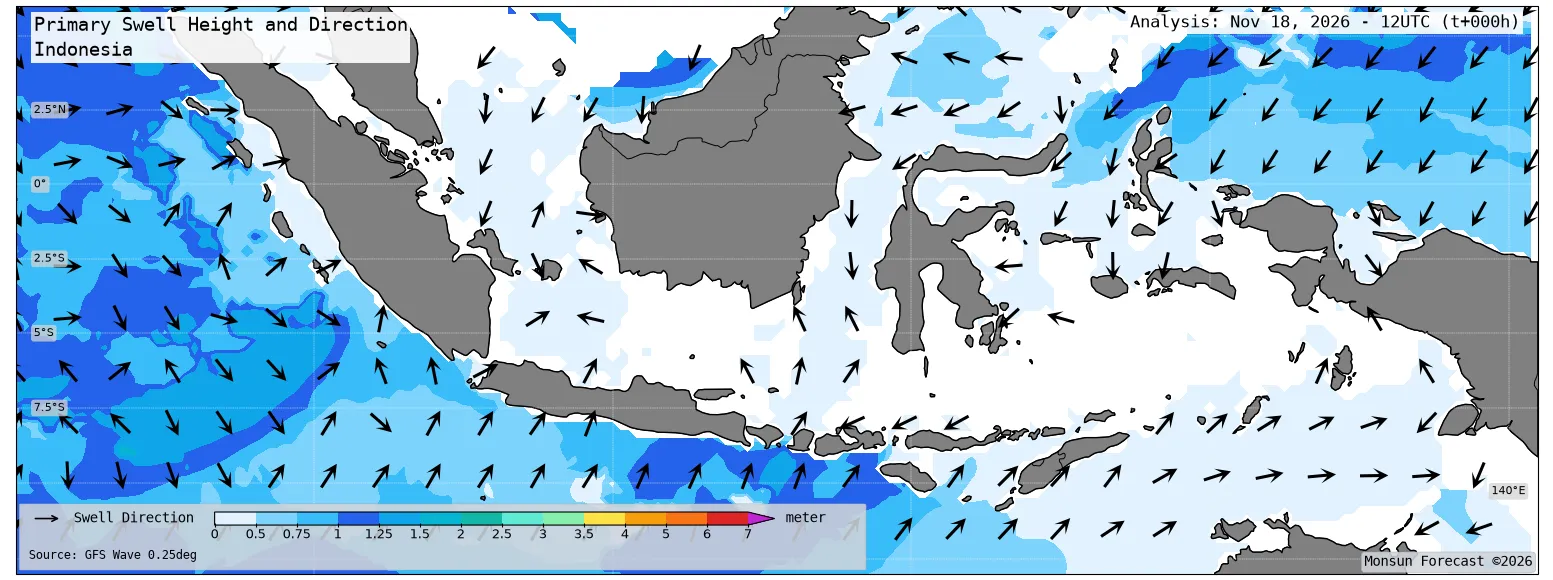 Primary Swell Height and Direction
Indonesia
Analysis: Nov 18, 2026 - 12UTC (t+000h)
2.5°N
0°
2.5°S
5°S
7.5°S
140°E
Swell Direction
0 0.5 0.75 1 1.25 1.5 2 2.5 3 3.5 4 5 6 7
meter
Source: GFS Wave 0.25deg
Monsun Forecast ©2026